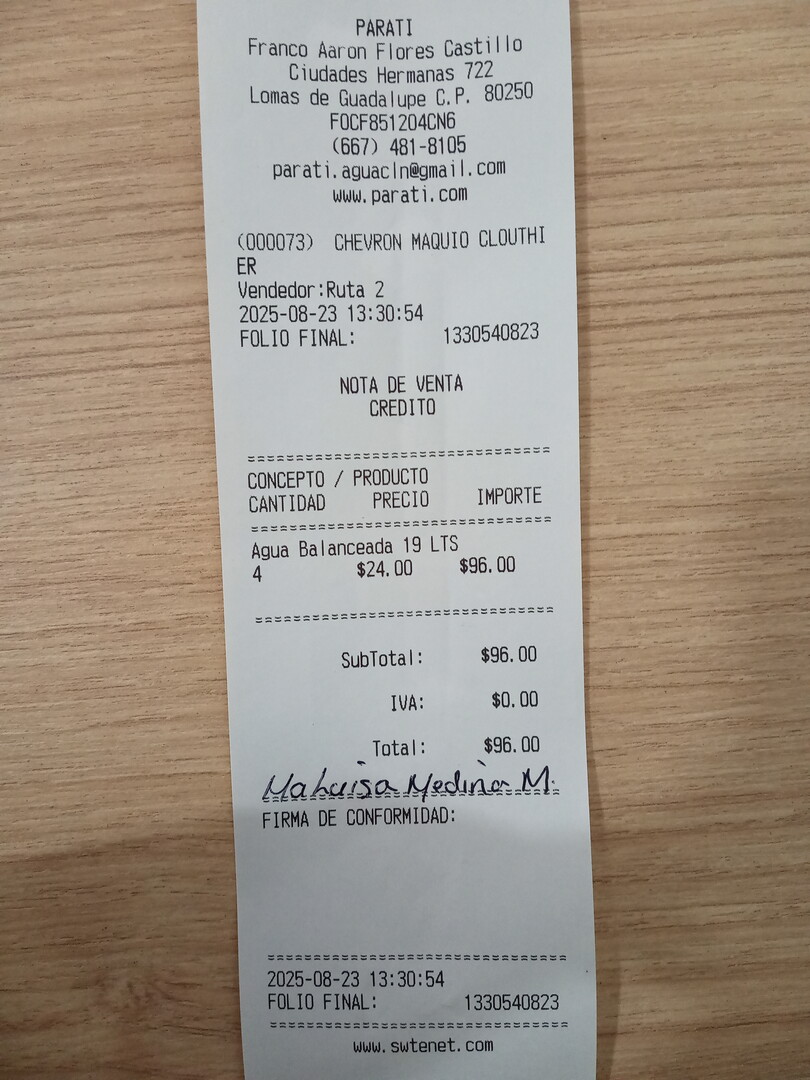 PARATI
Franco Aaron Flores Castillo
Ciudades Hermanas 722
Lomas de Guadalupe C.P. 80250
FOCF851204CN6
(667) 481-8105
parati.aguacln@gmail.com
www.parati.com
(000073) CHEVRON MAQUIO CLOUTHI
ER
Vendedor:Ruta 2
2025-08-23 13:30:54
FOLIO FINAL: 1330540823
NOTA DE VENTA
CREDITO
CONCEPTO / PRODUCTO
CANTIDAD PRECIO IMPORTE
Agua Balanceada 19 LTS
4 $24.00 $96.00
SubTotal: $96.00
IVA: $0.00
Total: $96.00
Ma Luisa Medina M.
FIRMA DE CONFORMIDAD:
2025-08-23 13:30:54
FOLIO FINAL: 1330540823
www.swtenet.com